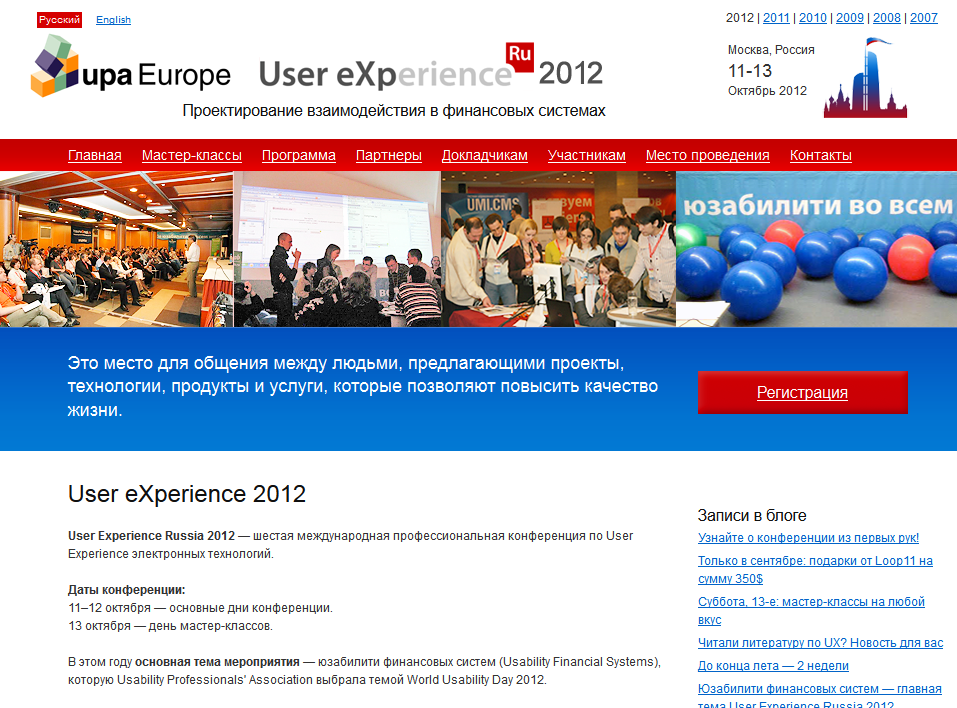 Русский English
2012 | 2011 | 2010 | 2009 | 2008 | 2007
upa Europe
User eXperience Ru 2012
Проектирование взаимодействия в финансовых системах
Москва, Россия
11-13
Октябрь 2012
Главная Мастер-классы Программа Партнеры Докладчикам Участникам Место проведения Контакты
UMI.CMS
юзабилити во всем
Это место для общения между людьми, предлагающими проекты,
технологии, продукты и услуги, которые позволяют повысить качество
жизни.
Регистрация
User eXperience 2012
User Experience Russia 2012 — шестая международная профессиональная конференция по User
Experience электронных технологий.
Даты конференции:
11–12 октября — основные дни конференции.
13 октября — день мастер-классов.
В этом году основная тема мероприятия — юзабилити финансовых систем (Usability Financial Systems),
которую Usability Professionals' Association выбрала темой World Usability Day 2012.
Записи в блоге
Узнайте о конференции из первых рук!
Только в сентябре: подарки от Loop11 на
сумму 350$
Суббота, 13-е: мастер-классы на любой
вкус
Читали литературу по UX? Новость для вас
До конца лета — 2 недели
Юзабилити финансовых систем — главная
тема User Experience Russia 2012